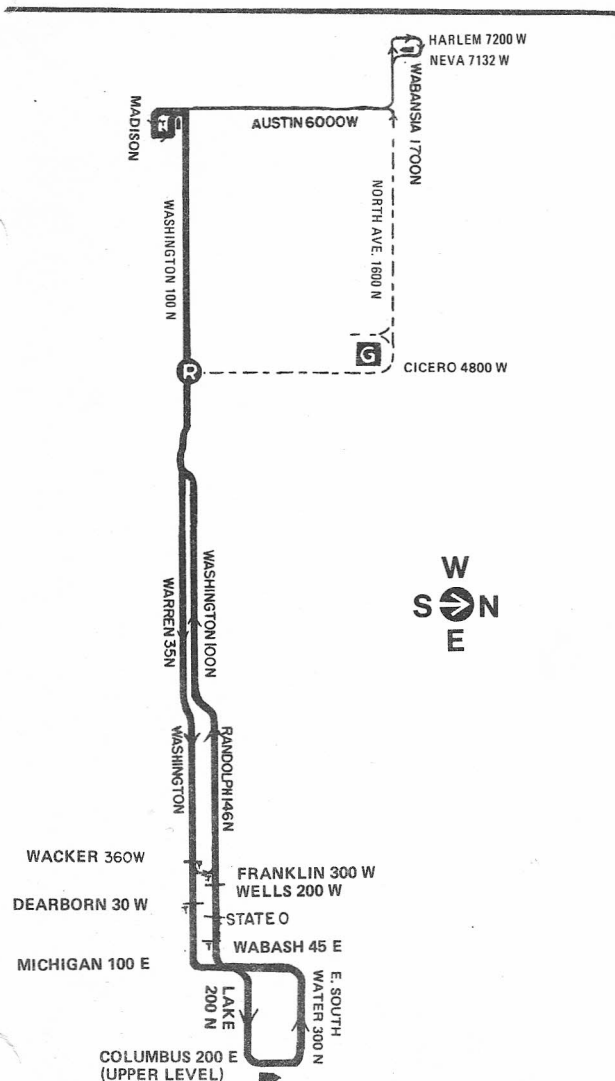 HARLEM 7200 W
NEVA 7132 W
WABANSIA 1700N
MADISON
AUSTIN 6000W
WASHINGTON 100 N
NORTH AVE. 1600 N
G
CICERO 4800 W
R
WASHINGTON 100N
WARREN 35N
W
S N
E
WASHINGTON
RANDOLPH 146N
WACKER 360W
FRANKLIN 300 W
WELLS 200 W
DEARBORN 30 W
STATE 0
WABASH 45 E
MICHIGAN 100 E
LAKE
200 N
E. SOUTH
WATER 300 N
COLUMBUS 200 E
(UPPER LEVEL)